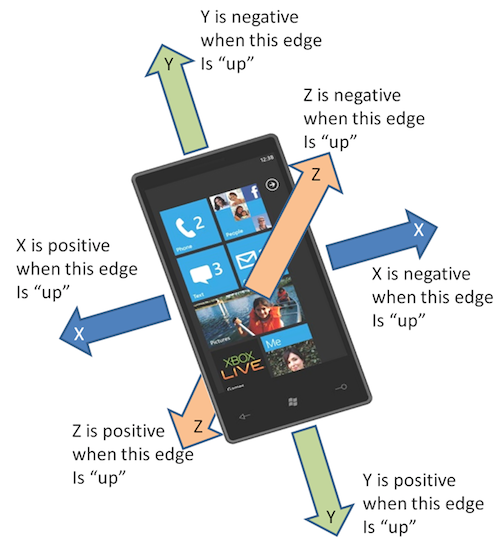 Y is negative
when this edge
Is "up"
Y
Z is negative
when this edge
Is "up"
12:38
Z
2
f
Phone
People
X
X is positive
when this edge
Is "up"
X is negative
when this edge
Is "up"
3
Text
X
Pictures
Me
XBOX
LIVE
Z is positive
when this edge
Is "up"
Z
Y is positive
when this edge
Is "up"
Y